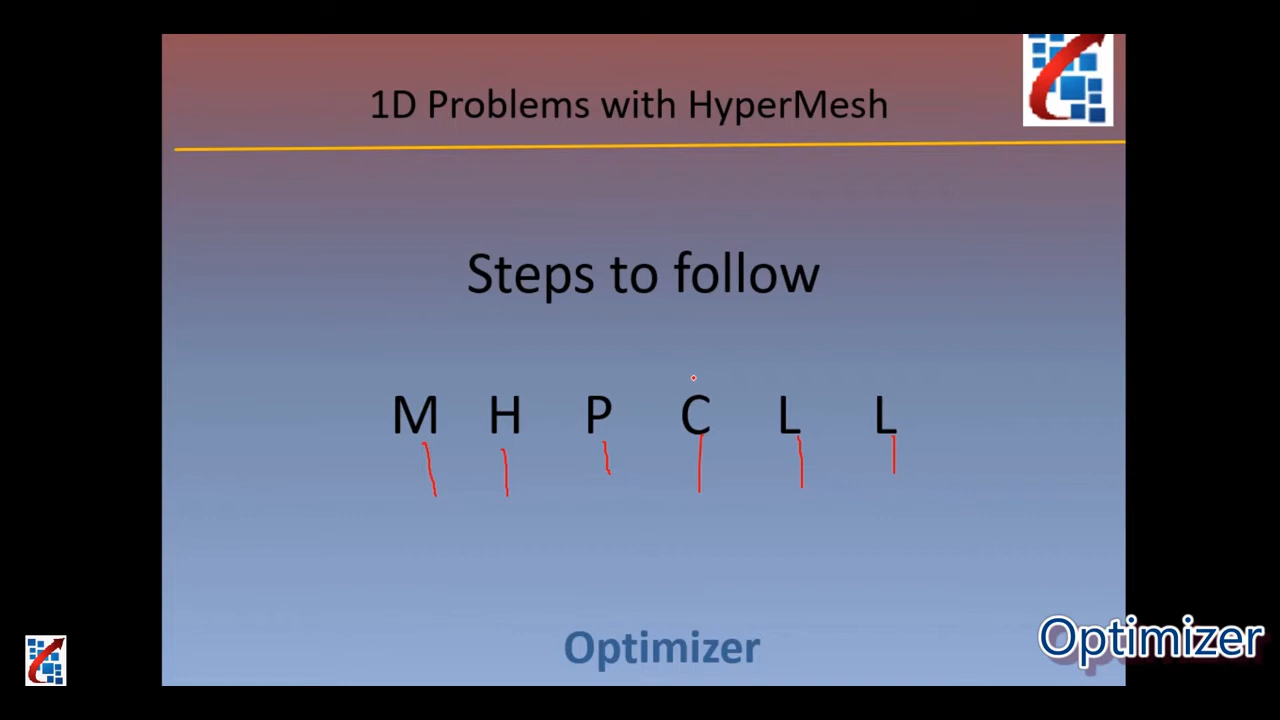 1D Problems with HyperMesh
Steps to follow
M H P C L L
Optimizer
Optimizer